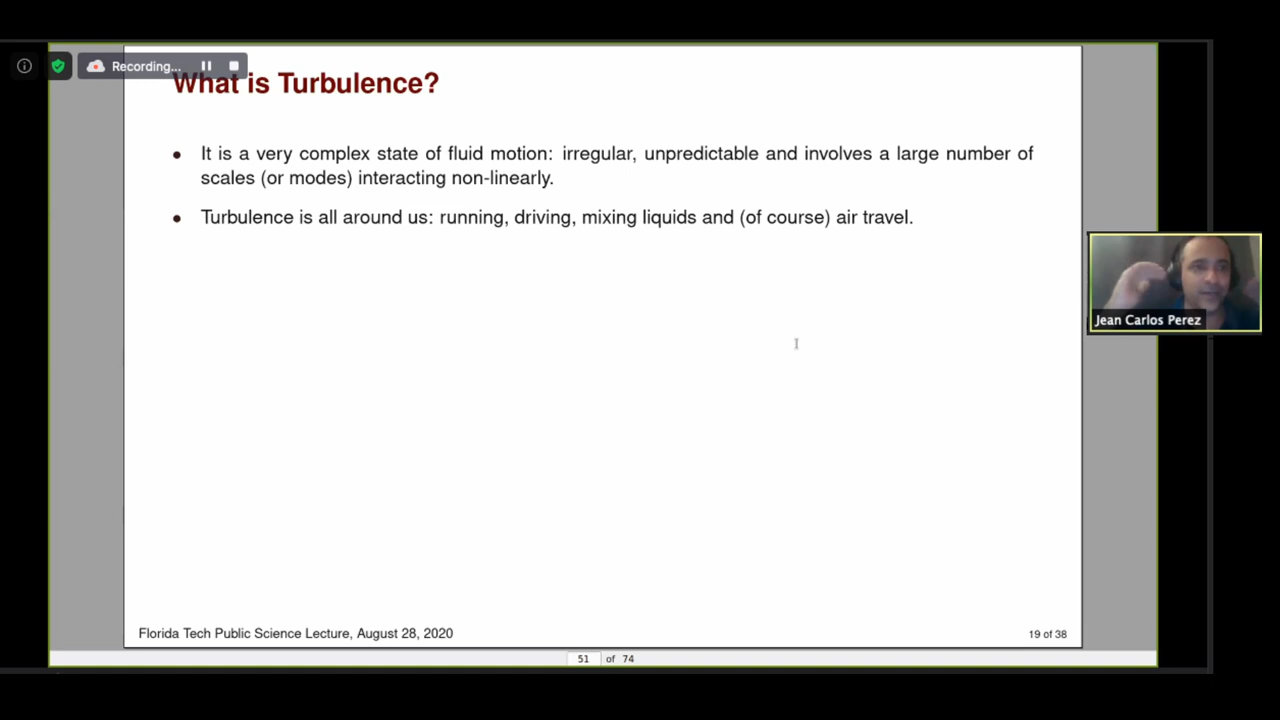 Recording...
What is Turbulence?
• It is a very complex state of fluid motion: irregular, unpredictable and involves a large number of
scales (or modes) interacting non-linearly.
• Turbulence is all around us: running, driving, mixing liquids and (of course) air travel.
Jean Carlos Perez
Florida Tech Public Science Lecture, August 28, 2020
19 of 38
51 of 74